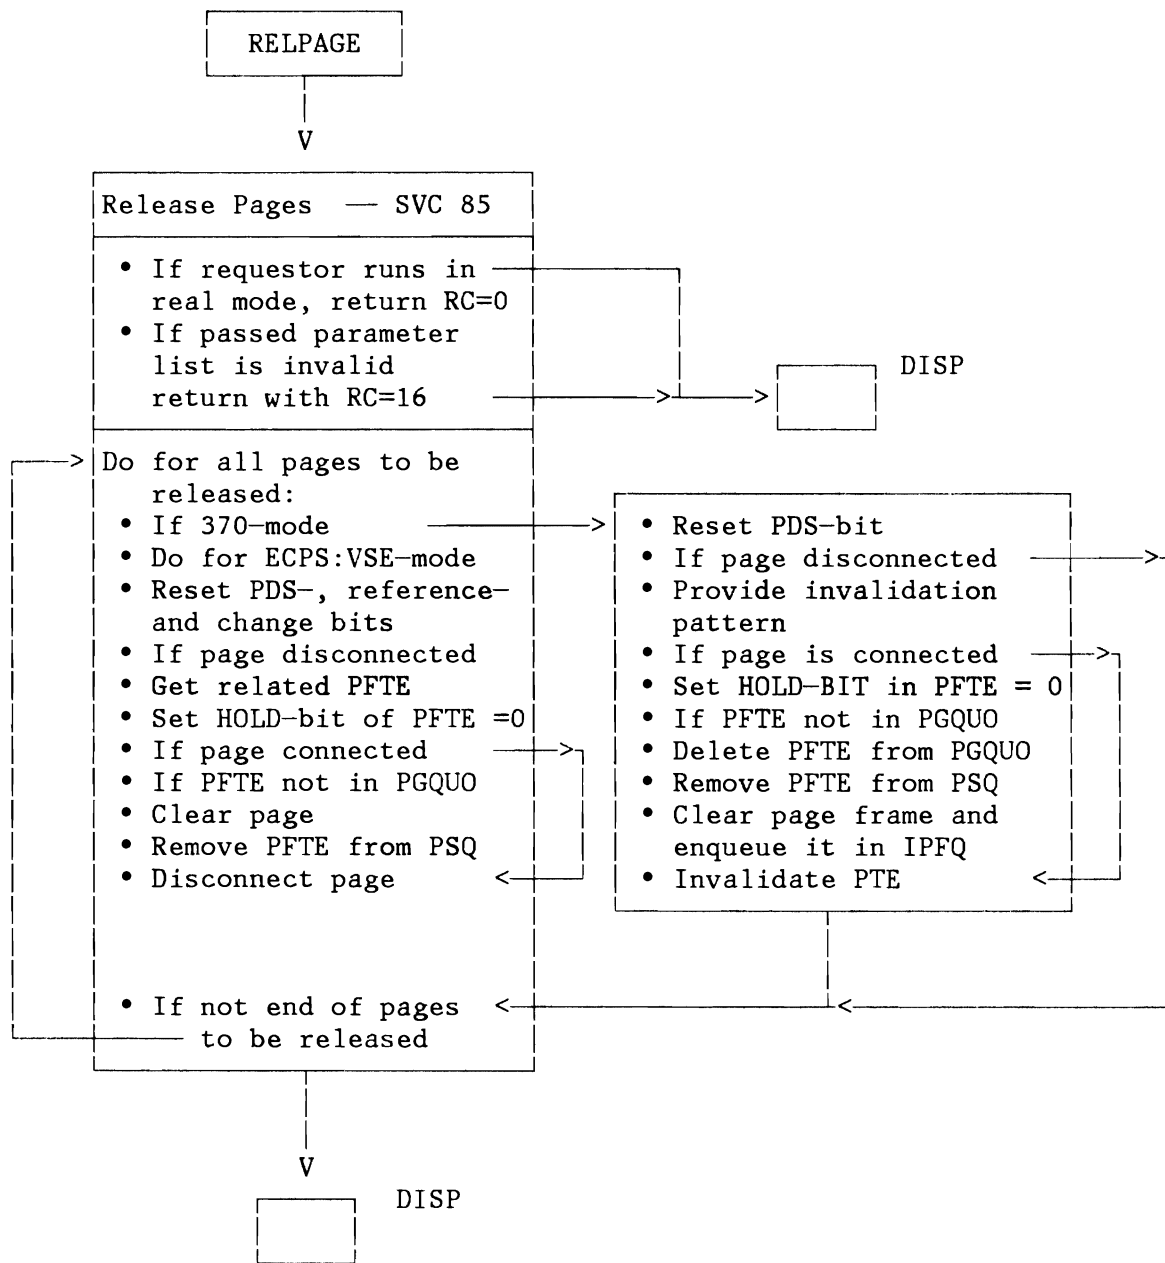 RELPAGE
V
Release Pages — SVC 85
• If requestor runs in
real mode, return RC=0
• If passed parameter
list is invalid
return with RC=16
DISP
Do for all pages to be
released:
• If 370-mode
• Do for ECPS:VSE-mode
• Reset PDS-, reference-
and change bits
• If page disconnected
• Get related PFTE
• Set HOLD-bit of PFTE =0
• If page connected
• If PFTE not in PGQUO
• Clear page
• Remove PFTE from PSQ
• Disconnect page
• If not end of pages
to be released
• Reset PDS-bit
• If page disconnected
• Provide invalidation
pattern
• If page is connected
• Set HOLD-BIT in PFTE = 0
• If PFTE not in PGQUO
• Delete PFTE from PGQUO
• Remove PFTE from PSQ
• Clear page frame and
enqueue it in IPFQ
• Invalidate PTE
V
DISP